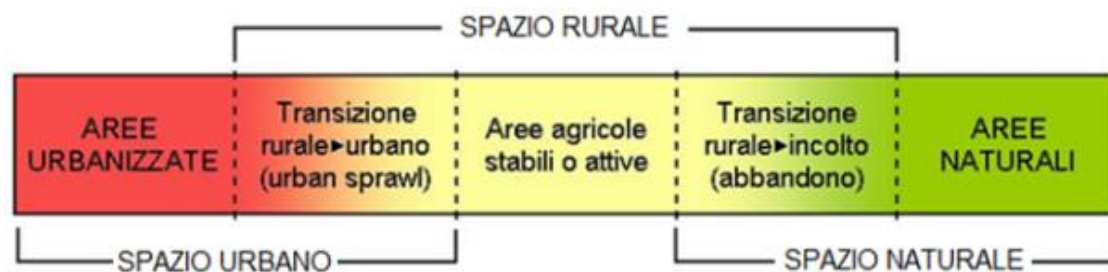 SPAZIO RURALE
AREE
URBANIZZATE
Transizione
rurale▸urbano
(urban sprawl)
Aree agricole
stabili o attive
Transizione
rurale▸incolto
(abbandono)
AREE
NATURALI
SPAZIO URBANO
SPAZIO NATURALE